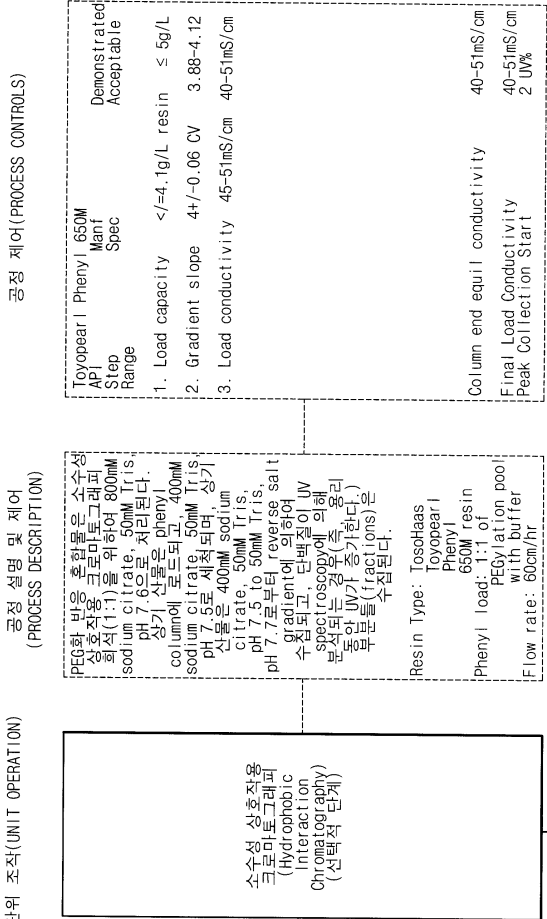 단위 조작(UNIT OPERATION)
소수성 상호작용
크로마토그래피
(Hydrophobic
Interaction
Chromatography)
(선택적 단계)
공정 설명 및 제어
(PROCESS DESCRIPTION)
PEG화 반응 혼합물은 소수성
상호작용 크로마토그래피
희석(1:1)을 위하여 800mM
sodium citrate, 50mM Tris,
pH 7.6으로 처리된다.
상기 산물은 phenyl
column에 로드되고, 400mM
sodium citrate, 50mM Tris,
pH 7.5로 세척되며, 상기
산물은 400mM sodium
citrate, 50mM Tris,
pH 7.5 to 50mM Tris,
pH 7.7로부터 reverse salt
gradient에 의하여
수집되고, 단백질이 UV
spectroscopy에 의해
분석되는 경우(즉, 용리
동안 UV가 증가한다.)
부분들(fractions)은
수집된다.
Resin Type: TosoHaas
Toyopearl
Phenyl
650M resin
Phenyl load: 1:1 of
PEGylation pool
with buffer
Flow rate: 60cm/hr
공정 제어(PROCESS CONTROLS)
Toyopearl Phenyl 650M
API Manf Demonstrated
Step Spec Acceptable
Range
1. Load capacity </=4.1g/L resin ≤ 5g/L
2. Gradient slope 4+/-0.06 CV 3.88-4.12
3. Load conductivity 45-51mS/cm 40-51mS/cm
Column end equil conductivity 40-51mS/cm
Final Load Conductivity 40-51mS/cm
Peak Collection Start 2 UV%